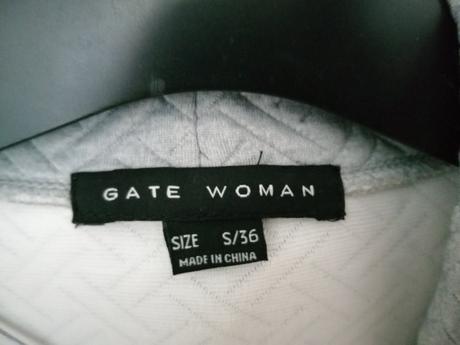 GATE WOMAN
SIZE S/36
MADE IN CHINA